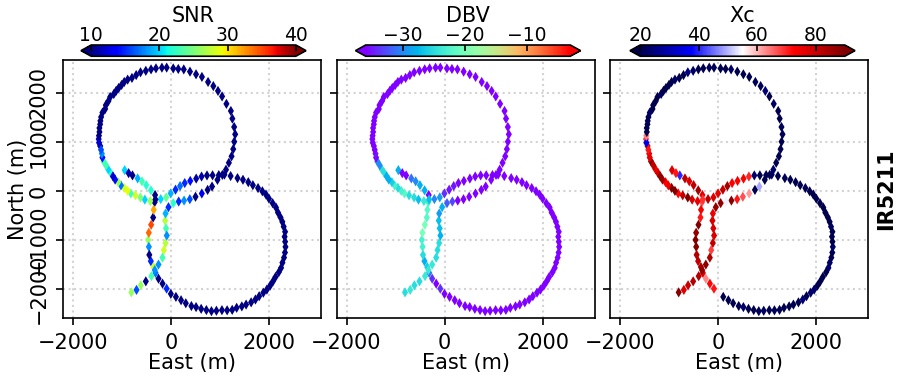 SNR DBV Xc
10 20 30 40 −30 −20 −10 20 40 60 80
2000
1000
0
−1000
−2000
North (m)
−2000 0 2000 −2000 0 2000 −2000 0 2000
East (m) East (m) East (m)
IR5211